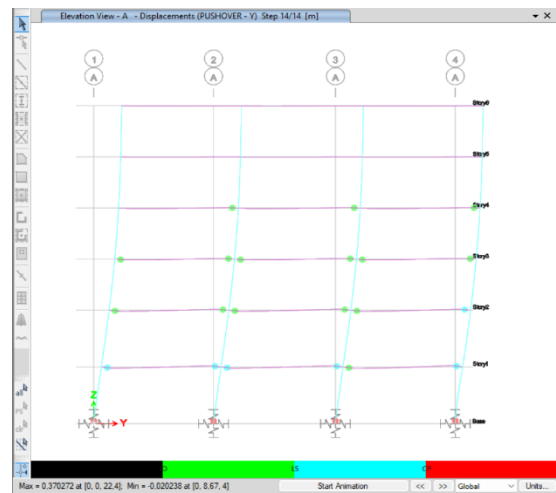 Elevation View - A - Displacements (PUSHOVER - Y) Step 14/14 [m]
1 2 3 4
A A A A
Story6
Story5
Story4
Story3
Story2
Story1
Z
Y
Base
IO LS CP
Max = 0,370272 at [0, 0, 22,4]; Min = -0,020238 at [0, 8,67, 4] Start Animation << >> Global Units...